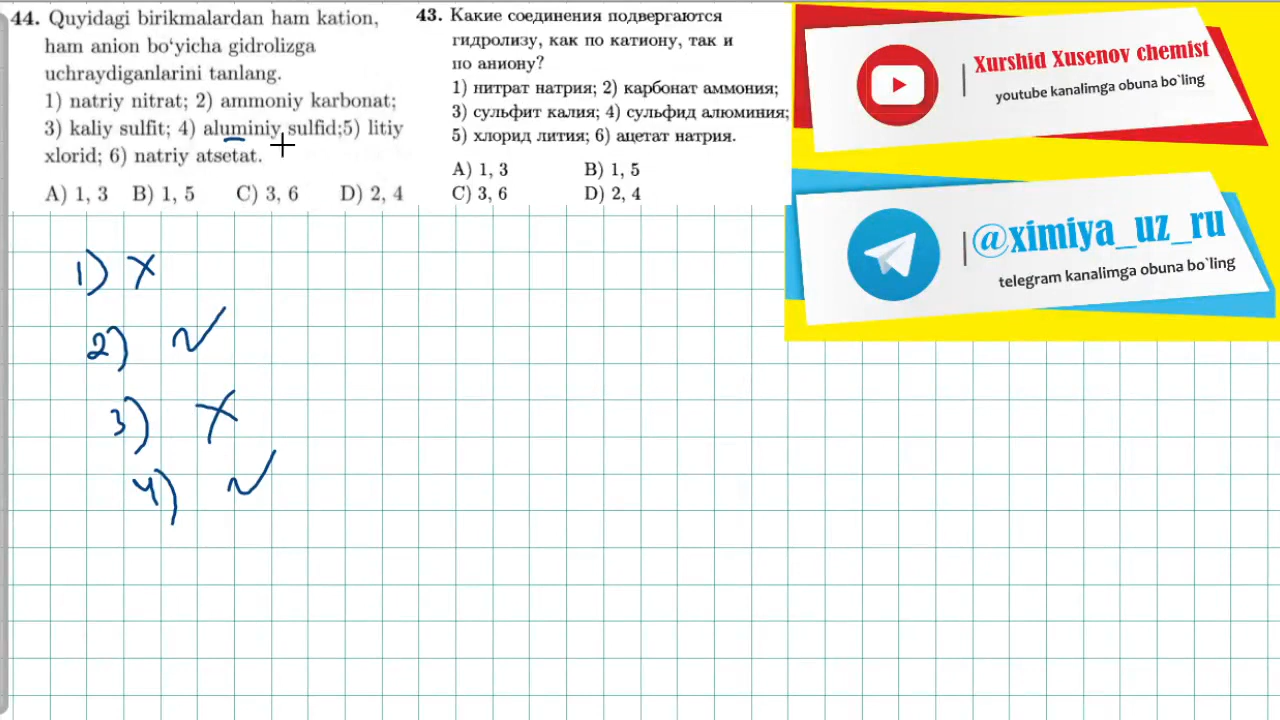 44. Quyidagi birikmalardan ham kation,
ham anion bo‘yicha gidrolizga
uchraydiganlarini tanlang.
1) natriy nitrat; 2) ammoniy karbonat;
3) kaliy sulfit; 4) aluminiy sulfid;5) litiy
xlorid; 6) natriy atsetat.
A) 1, 3 B) 1, 5 C) 3, 6 D) 2, 4
43. Какие соединения подвергаются
гидролизу, как по катиону, так и
по аниону?
1) нитрат натрия; 2) карбонат аммония;
3) сульфит калия; 4) сульфид алюминия;
5) хлорид лития; 6) ацетат натрия.
A) 1, 3 B) 1, 5
C) 3, 6 D) 2, 4
Xurshid Xusenov chemist
youtube kanalimga obuna bo`ling
@ximiya_uz_ru
telegram kanalimga obuna bo`ling
1) x
2) ✓
3) x
4) ✓